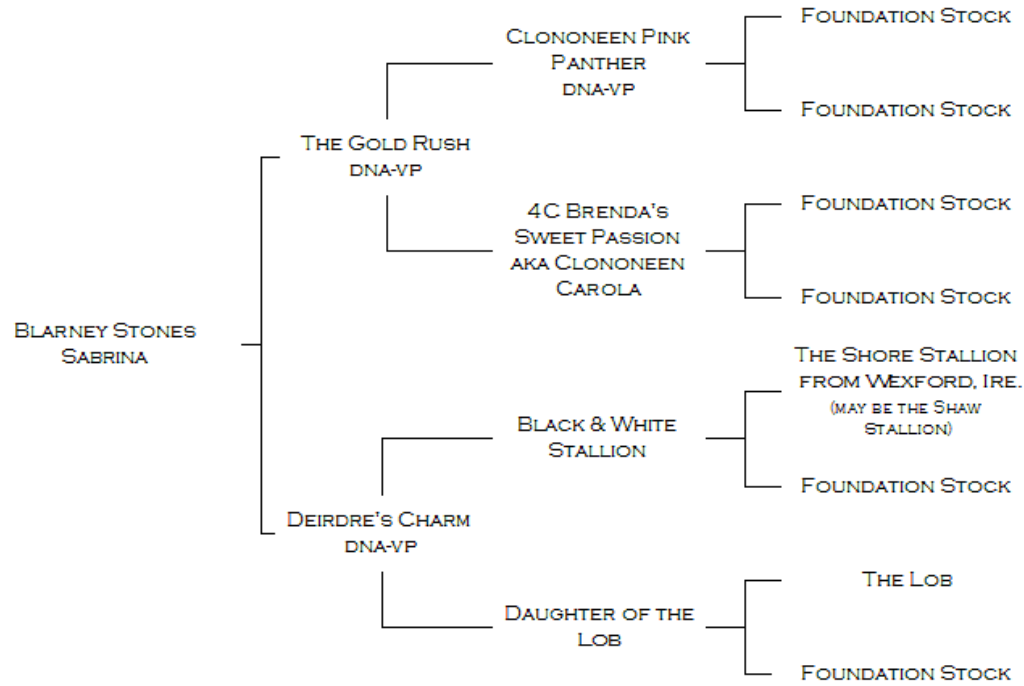 Foundation Stock
Clononeen Pink
Panther
DNA-VP
Foundation Stock
The Gold Rush
DNA-VP
Foundation Stock
4C Brenda's
Sweet Passion
aka Clononeen
Carola
Foundation Stock
Blarney Stones
Sabrina
The Shore Stallion
from Wexford, Ire.
(may be the Shaw
Stallion)
Black & White
Stallion
Foundation Stock
Deirdre's Charm
DNA-VP
The Lob
Daughter of the
Lob
Foundation Stock